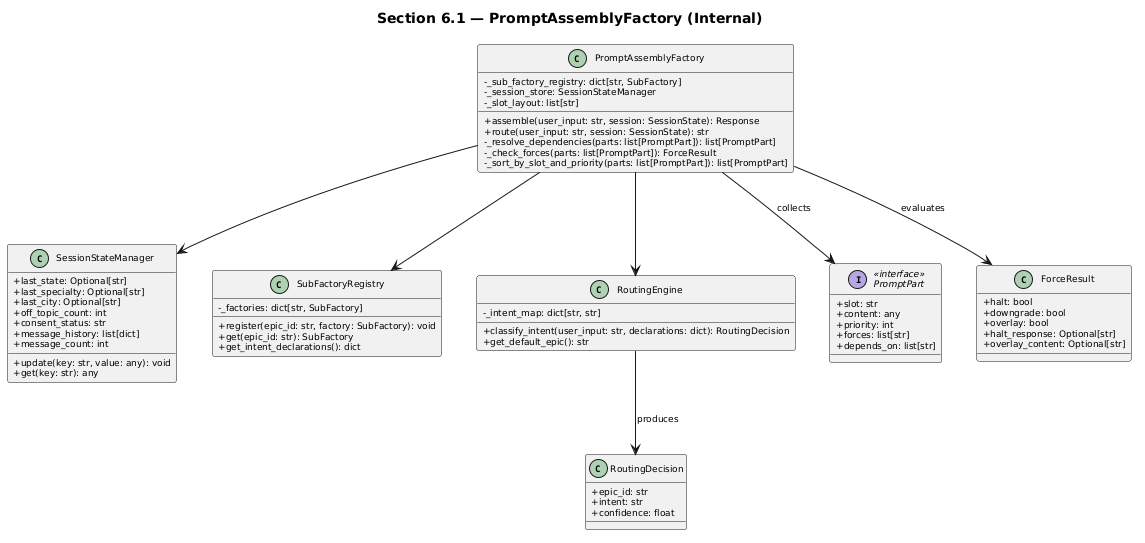 Section 6.1 — PromptAssemblyFactory (Internal)
C PromptAssemblyFactory
-_sub_factory_registry: dict[str, SubFactory]
-_session_store: SessionStateManager
-_slot_layout: list[str]
+assemble(user_input: str, session: SessionState): Response
+route(user_input: str, session: SessionState): str
-_resolve_dependencies(parts: list[PromptPart]): list[PromptPart]
-_check_forces(parts: list[PromptPart]): ForceResult
-_sort_by_slot_and_priority(parts: list[PromptPart]): list[PromptPart]
collects
evaluates
C SessionStateManager
+last_state: Optional[str]
+last_specialty: Optional[str]
+last_city: Optional[str]
+off_topic_count: int
+consent_status: str
+message_history: list[dict]
+message_count: int
+update(key: str, value: any): void
+get(key: str): any
C SubFactoryRegistry
-_factories: dict[str, SubFactory]
+register(epic_id: str, factory: SubFactory): void
+get(epic_id: str): SubFactory
+get_intent_declarations(): dict
C RoutingEngine
-_intent_map: dict[str, str]
+classify_intent(user_input: str, declarations: dict): RoutingDecision
+get_default_epic(): str
I «interface»
PromptPart
+slot: str
+content: any
+priority: int
+forces: list[str]
+depends_on: list[str]
C ForceResult
+halt: bool
+downgrade: bool
+overlay: bool
+halt_response: Optional[str]
+overlay_content: Optional[str]
produces
C RoutingDecision
+epic_id: str
+intent: str
+confidence: float